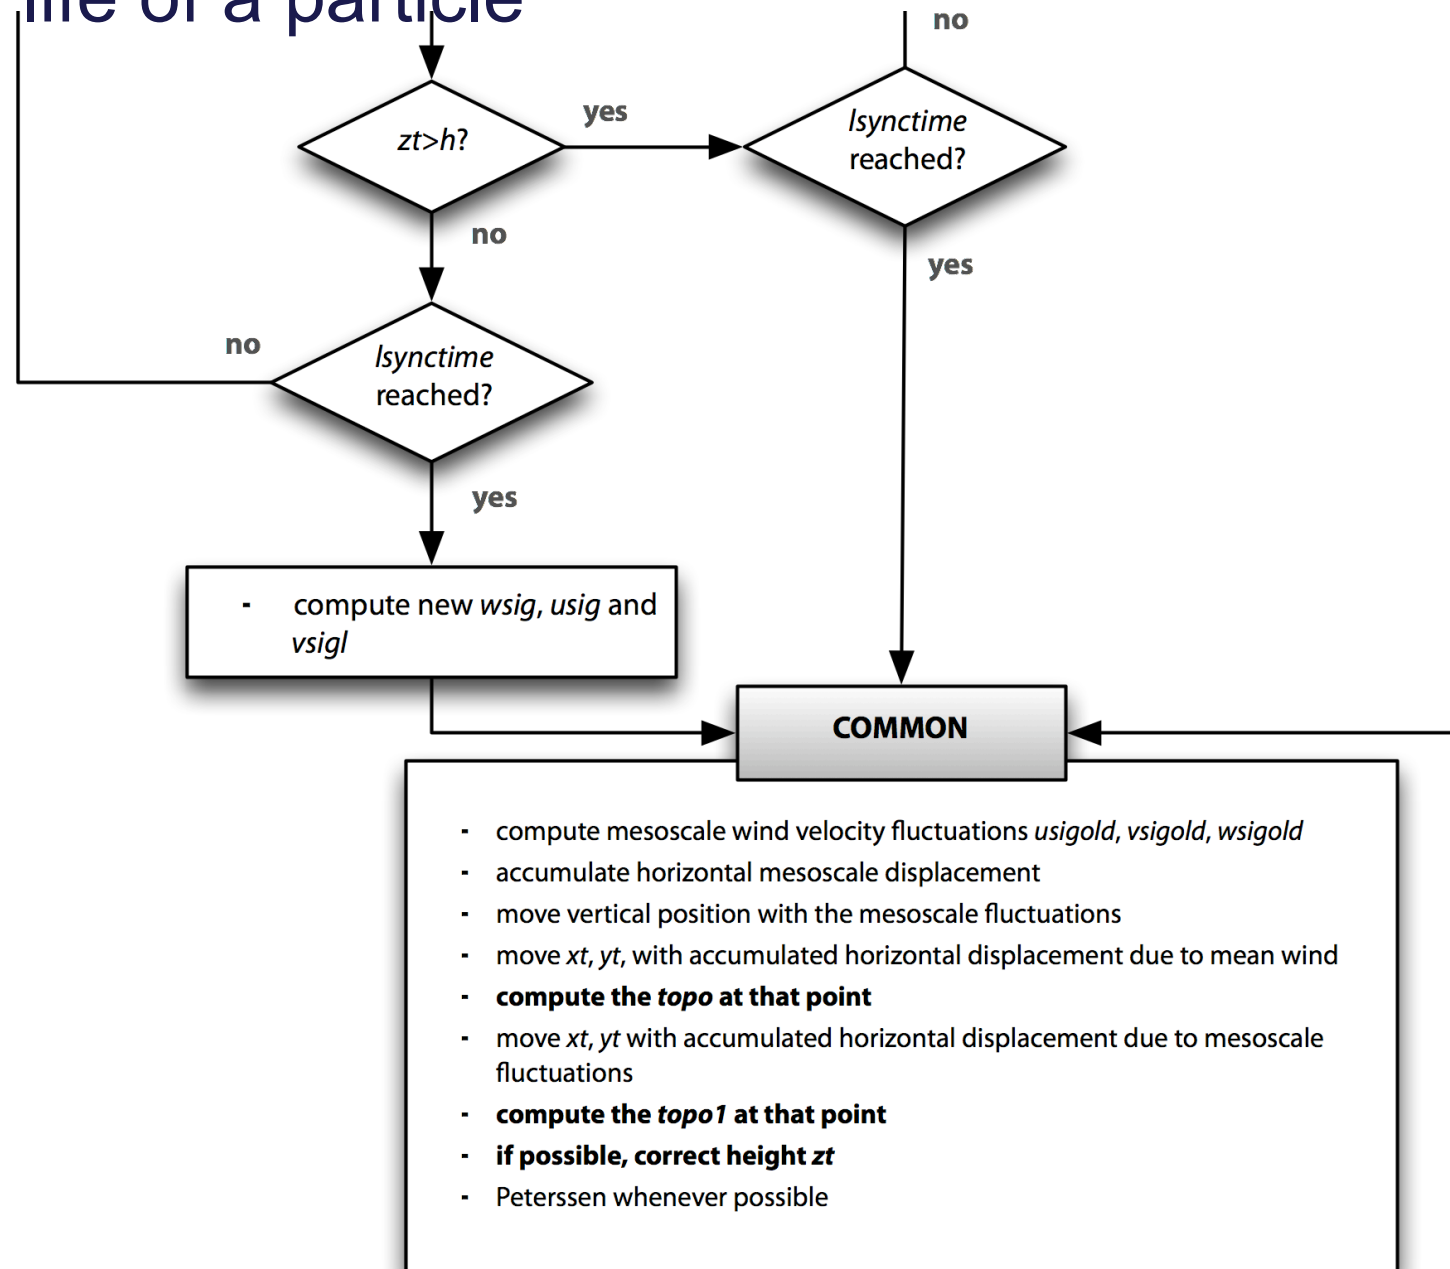 life of a particle
no
zt>h?
yes
lsynctime
reached?
no
yes
no
lsynctime
reached?
yes
- compute new wsig, usig and
vsigl
COMMON
- compute mesoscale wind velocity fluctuations usigold, vsigold, wsigold
- accumulate horizontal mesoscale displacement
- move vertical position with the mesoscale fluctuations
- move xt, yt, with accumulated horizontal displacement due to mean wind
- compute the topo at that point
- move xt, yt with accumulated horizontal displacement due to mesoscale
fluctuations
- compute the topo1 at that point
- if possible, correct height zt
- Peterssen whenever possible